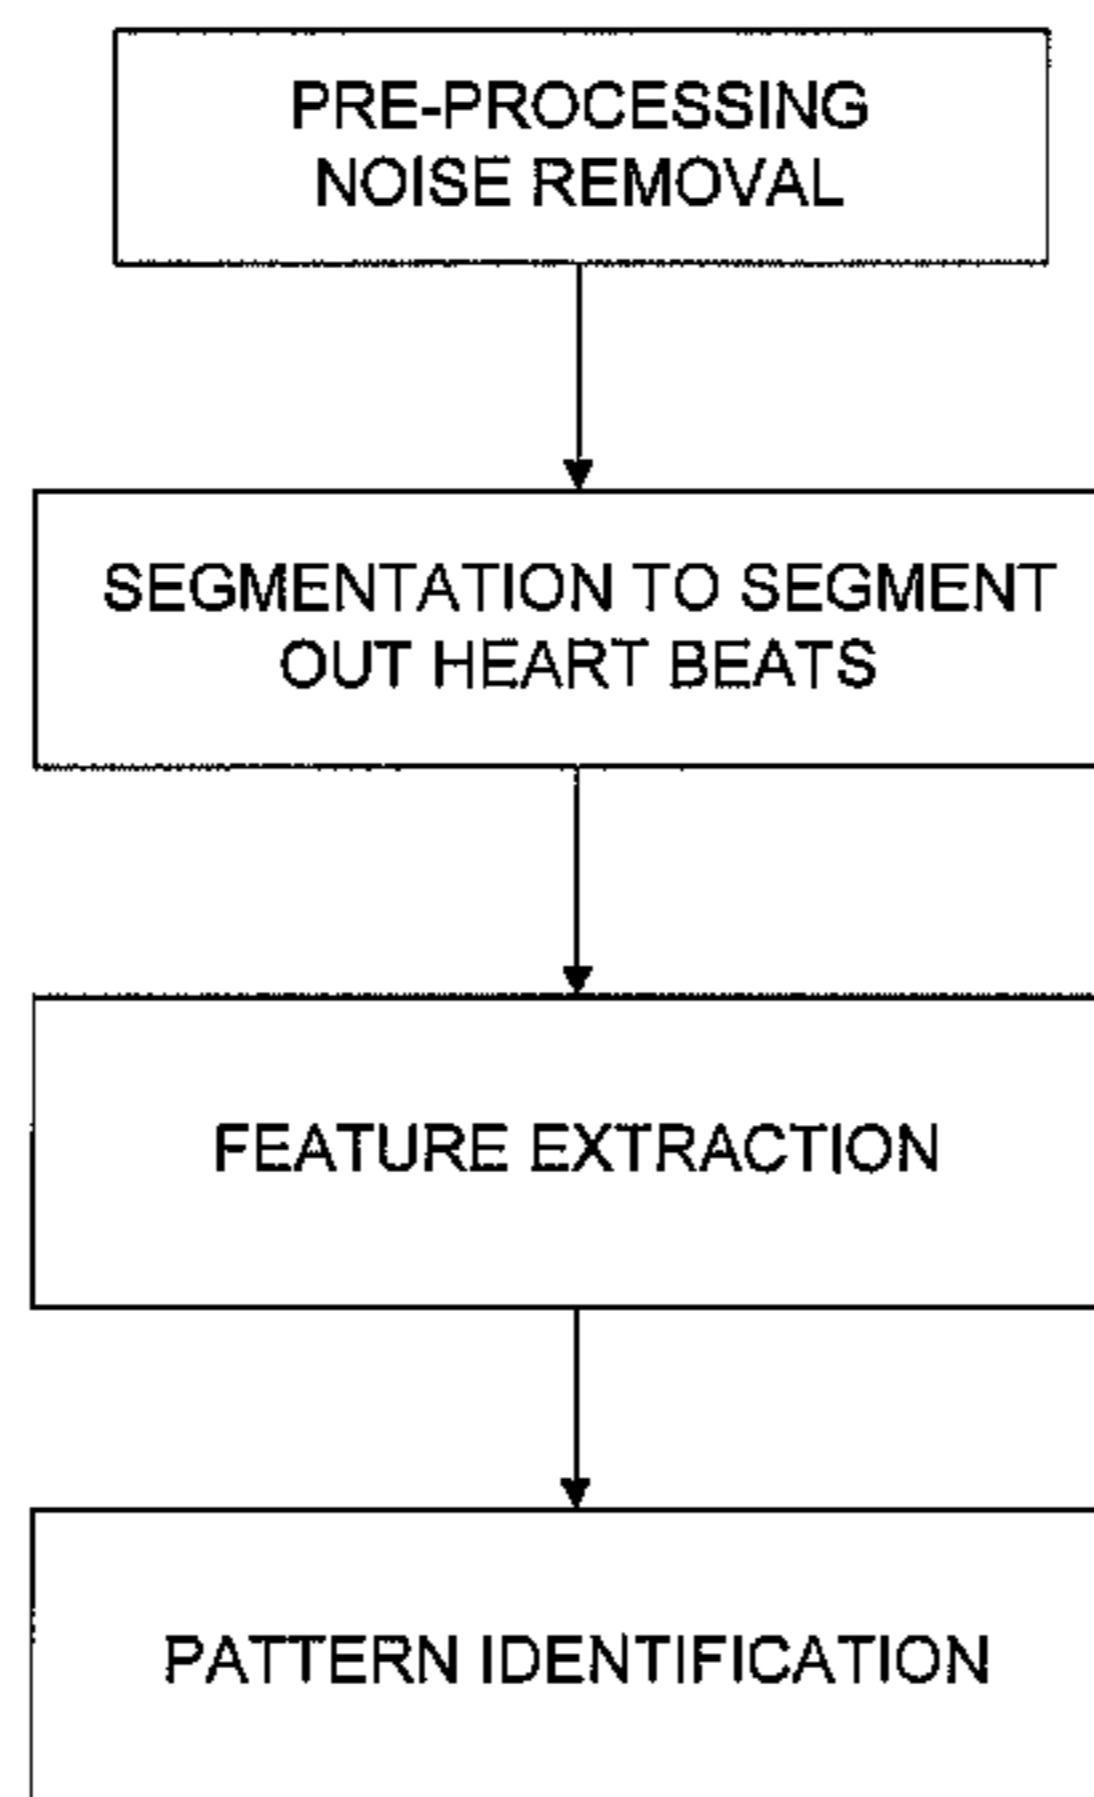 PRE-PROCESSING
NOISE REMOVAL
SEGMENTATION TO SEGMENT
OUT HEART BEATS
FEATURE EXTRACTION
PATTERN IDENTIFICATION